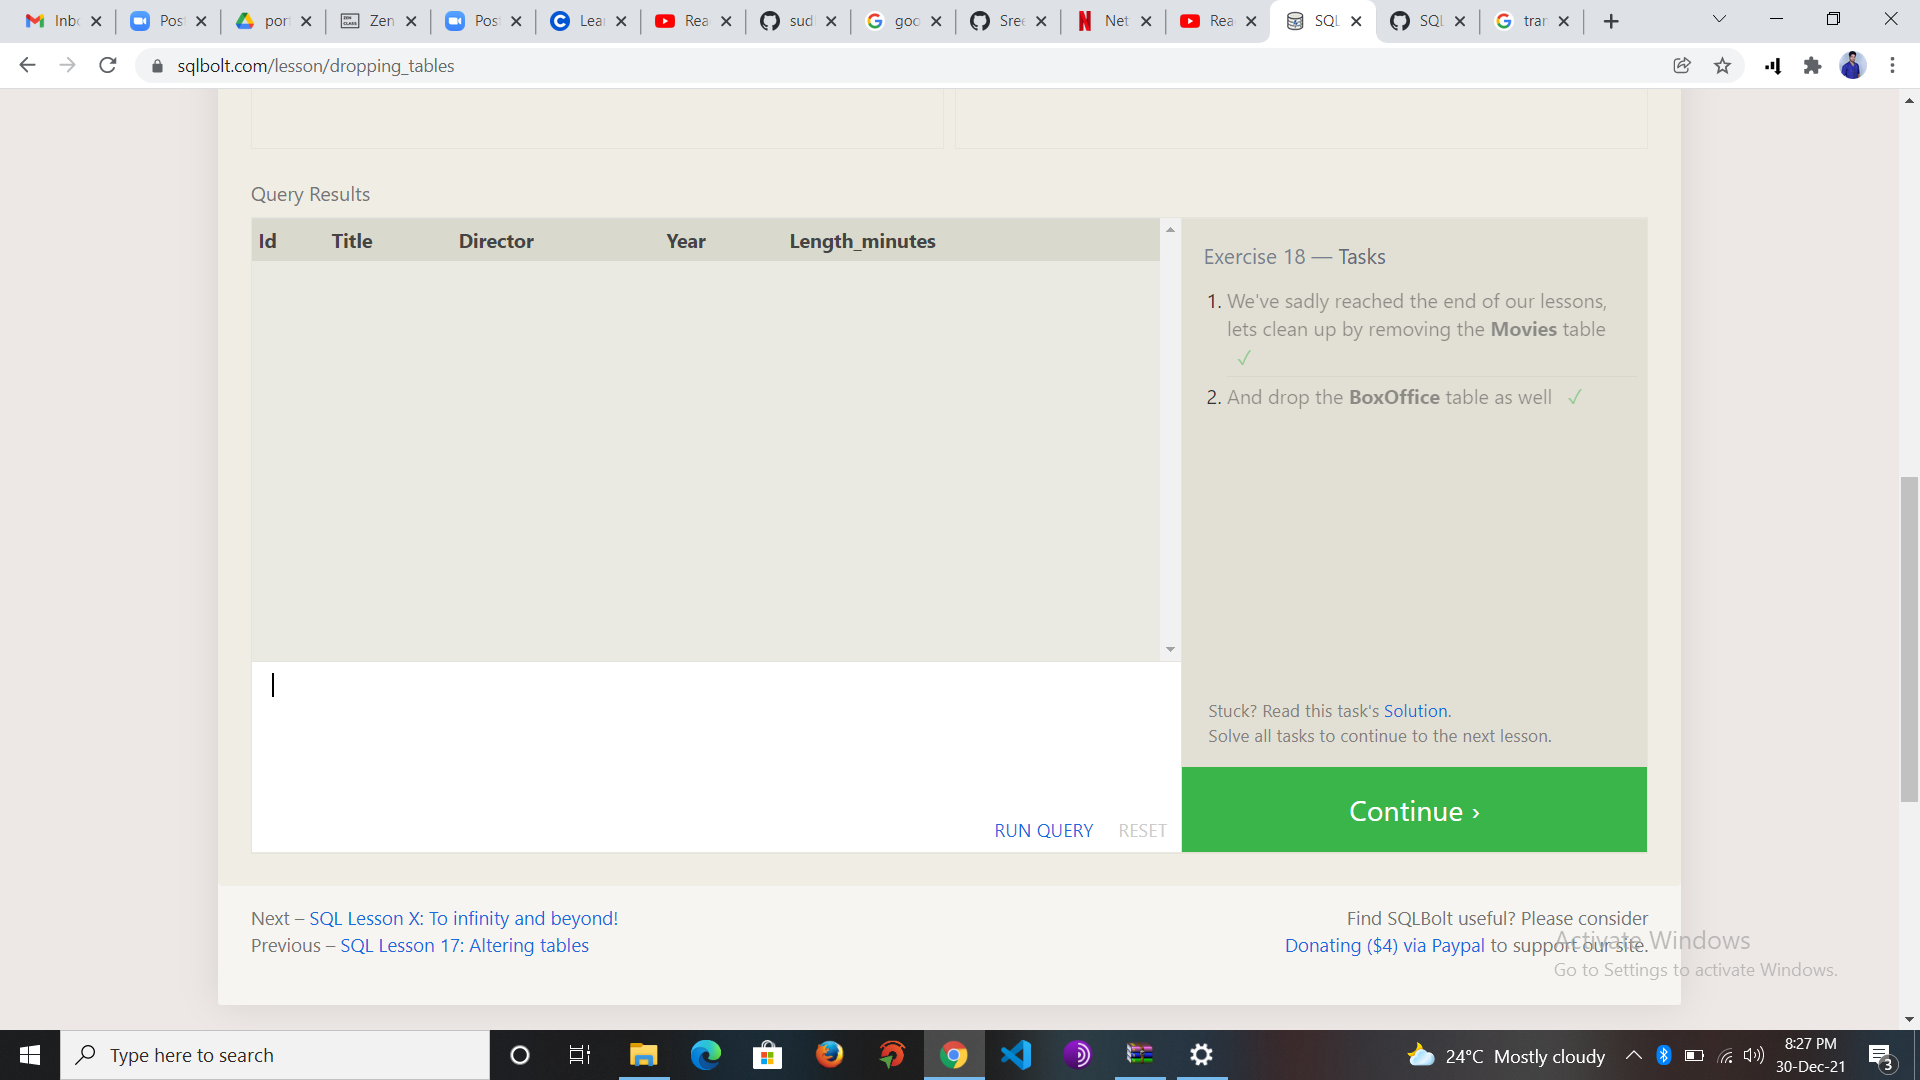 Inbo
Post
port
Zen
Post
Lear
Rea
sudl
goo
Sree
Net
Rea
SQL
SQL
tran
sqlbolt.com/lesson/dropping_tables
Query Results
Id Title Director Year Length_minutes
Exercise 18 — Tasks
1. We've sadly reached the end of our lessons,
lets clean up by removing the Movies table
✓
2. And drop the BoxOffice table as well ✓
Stuck? Read this task's Solution.
Solve all tasks to continue to the next lesson.
RUN QUERY RESET
Continue ›
Next – SQL Lesson X: To infinity and beyond!
Previous – SQL Lesson 17: Altering tables
Find SQLBolt useful? Please consider
Donating ($4) via Paypal to support our site.
Activate Windows
Go to Settings to activate Windows.
Type here to search
24°C Mostly cloudy
8:27 PM
30-Dec-21
3